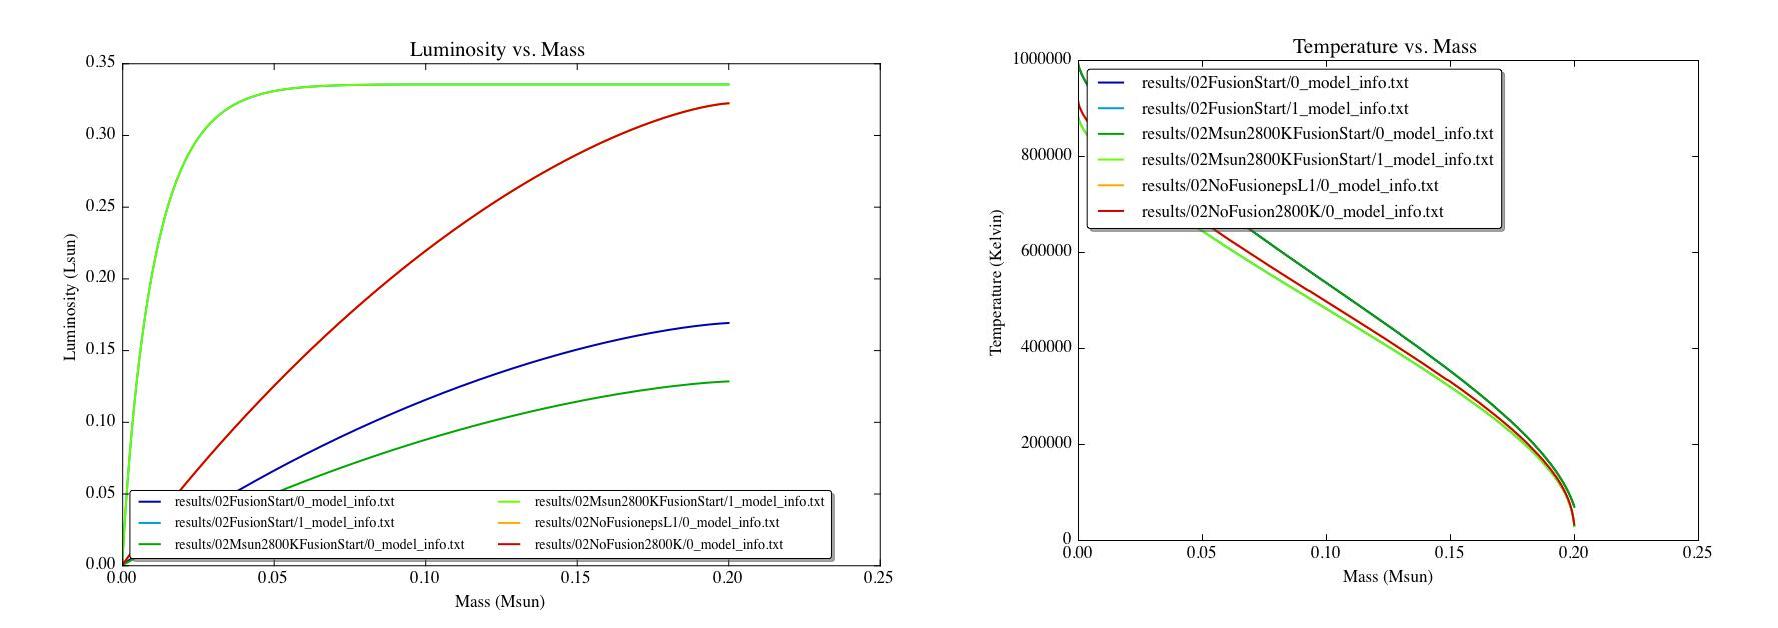 Luminosity vs. Mass
0.35
0.30
0.25
0.20
0.15
0.10
0.05
0.00
Luminosity (Lsun)
results/02FusionStart/0_model_info.txt
results/02FusionStart/1_model_info.txt
results/02Msun2800KFusionStart/0_model_info.txt
results/02Msun2800KFusionStart/1_model_info.txt
results/02NoFusionepsL1/0_model_info.txt
results/02NoFusion2800K/0_model_info.txt
0.00 0.05 0.10 0.15 0.20 0.25
Mass (Msun)
Temperature vs. Mass
1000000
800000
600000
400000
200000
0
Temperature (Kelvin)
results/02FusionStart/0_model_info.txt
results/02FusionStart/1_model_info.txt
results/02Msun2800KFusionStart/0_model_info.txt
results/02Msun2800KFusionStart/1_model_info.txt
results/02NoFusionepsL1/0_model_info.txt
results/02NoFusion2800K/0_model_info.txt
0.00 0.05 0.10 0.15 0.20 0.25
Mass (Msun)